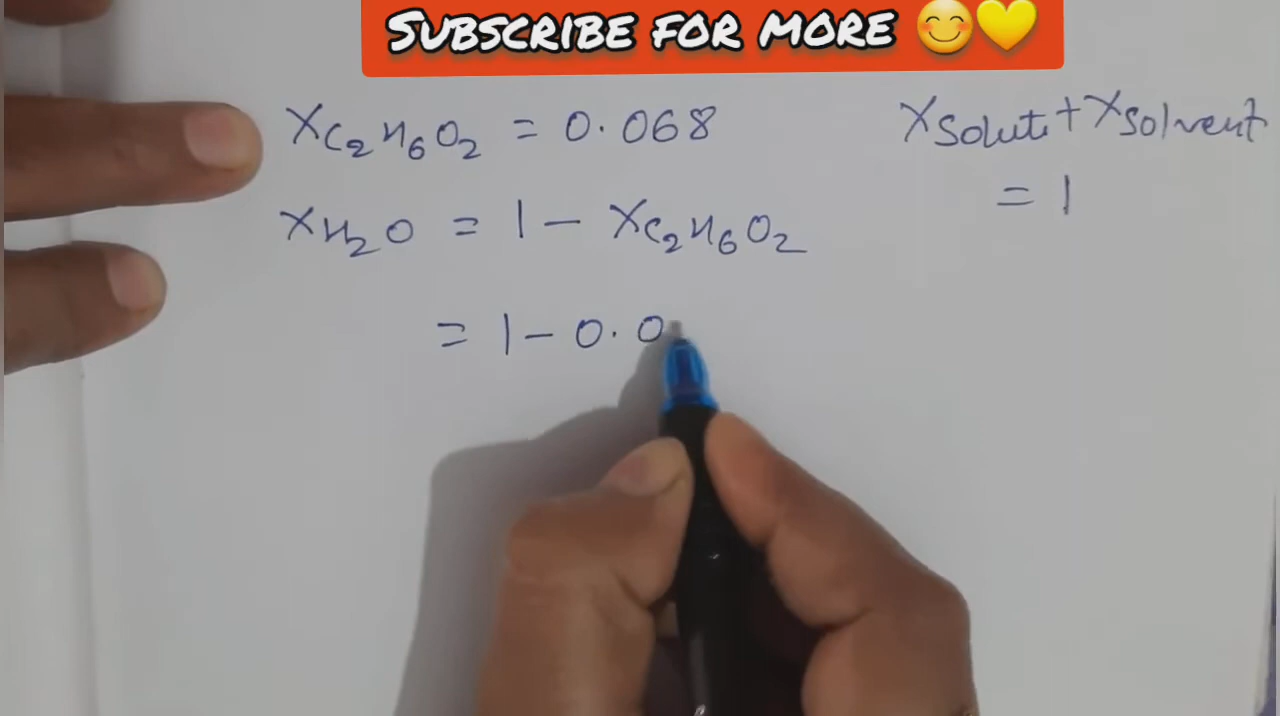 SUBSCRIBE FOR MORE 😊💛
xC₂H₆O₂ = 0.068
xH₂O = 1 - xC₂H₆O₂
= 1 - 0.0
xSolute + xSolvent
= 1